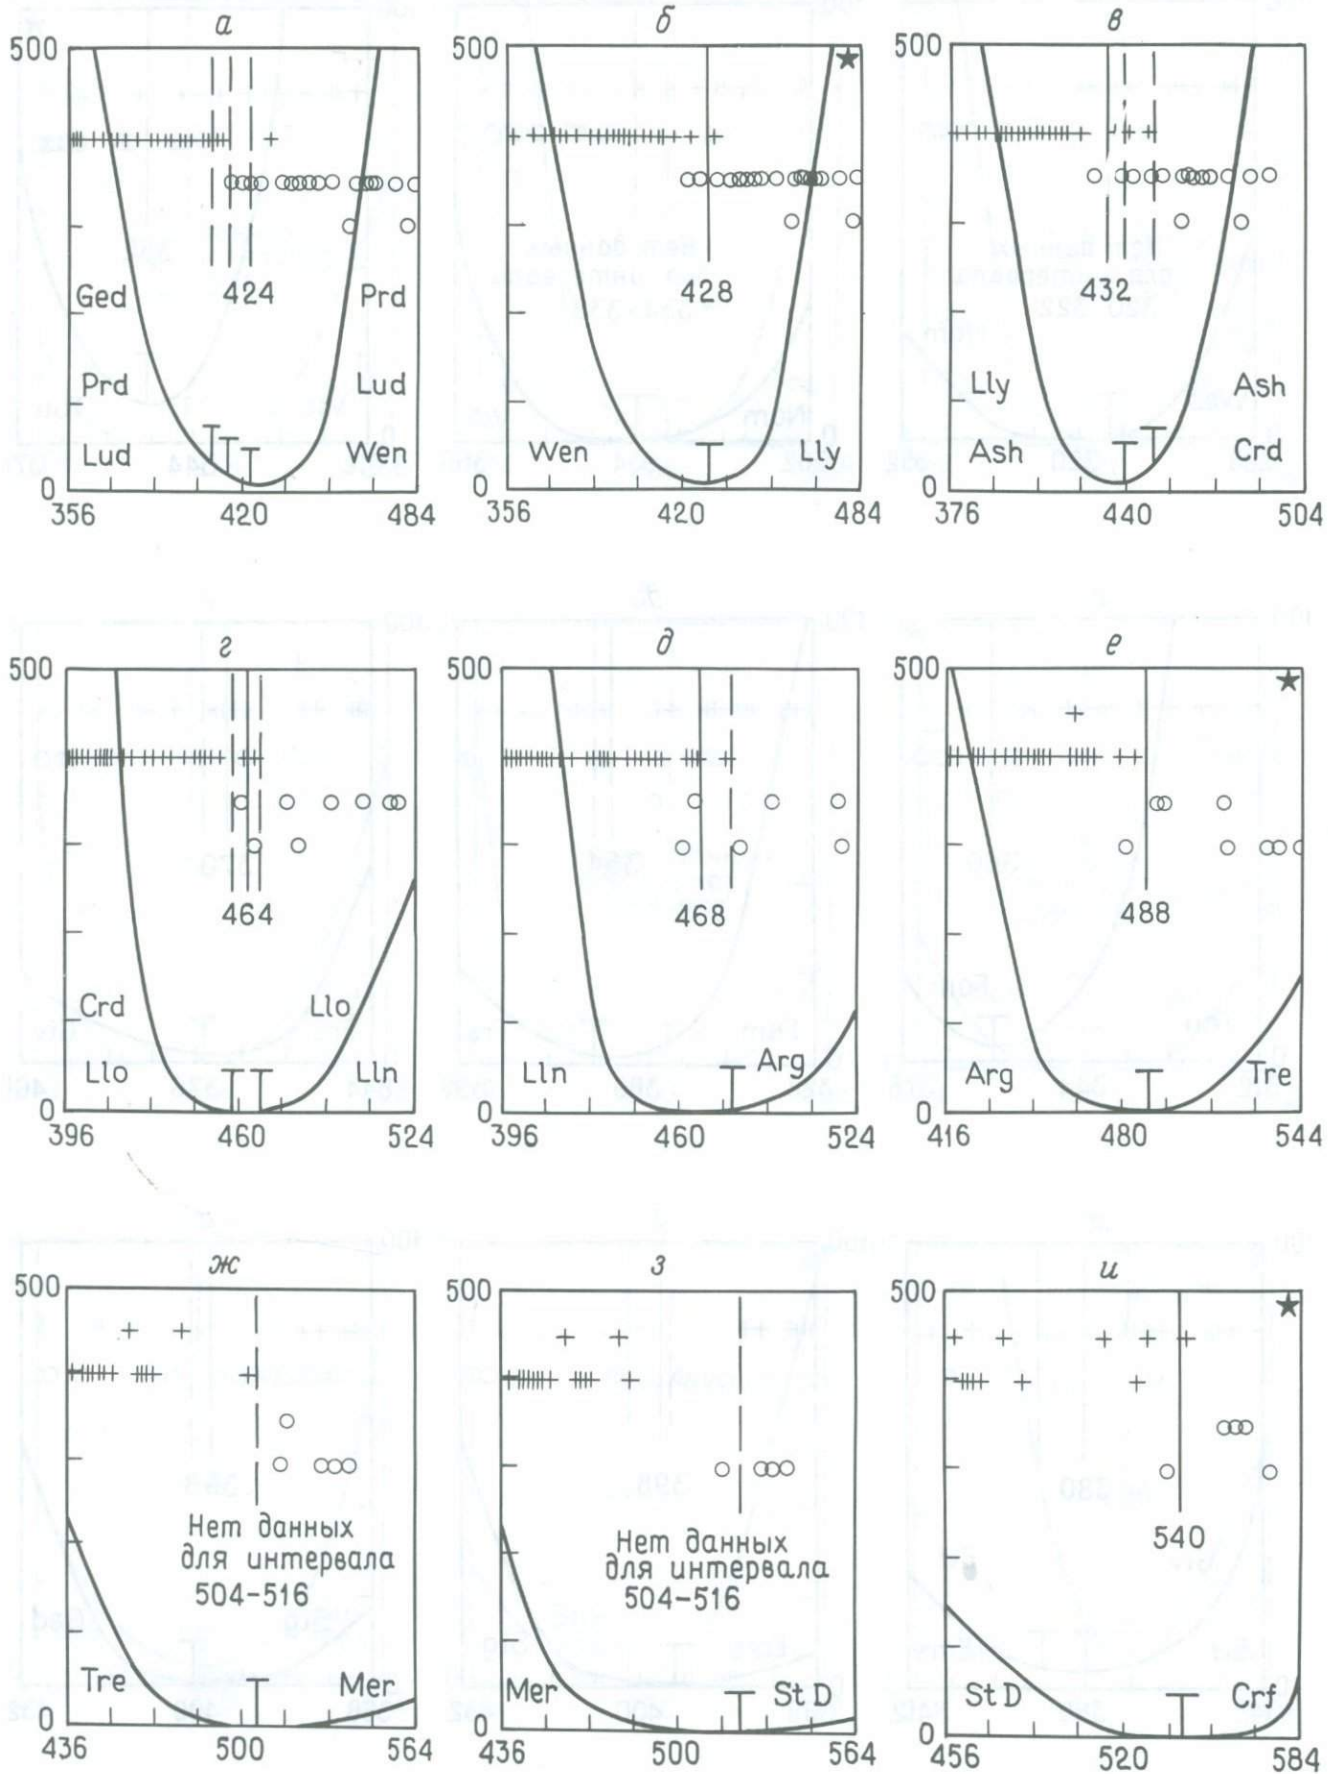 а
500
Ged
424
Prd
Prd
Lud
Lud
Wen
0
356
420
484
б
500
428
Wen
Lly
356
420
484
в
500
432
Lly
Ash
Ash
Crd
0
376
440
504
г
500
464
Crd
Llo
Llo
Lln
0
396
460
524
д
500
468
Lln
Arg
0
396
460
524
е
500
488
Arg
Tre
0
416
480
544
ж
500
Нет данных
для интервала
504-516
Tre
Mer
0
436
500
564
з
500
Нет данных
для интервала
504-516
Mer
St D
0
436
500
564
и
500
540
St D
Crf
0
456
520
584